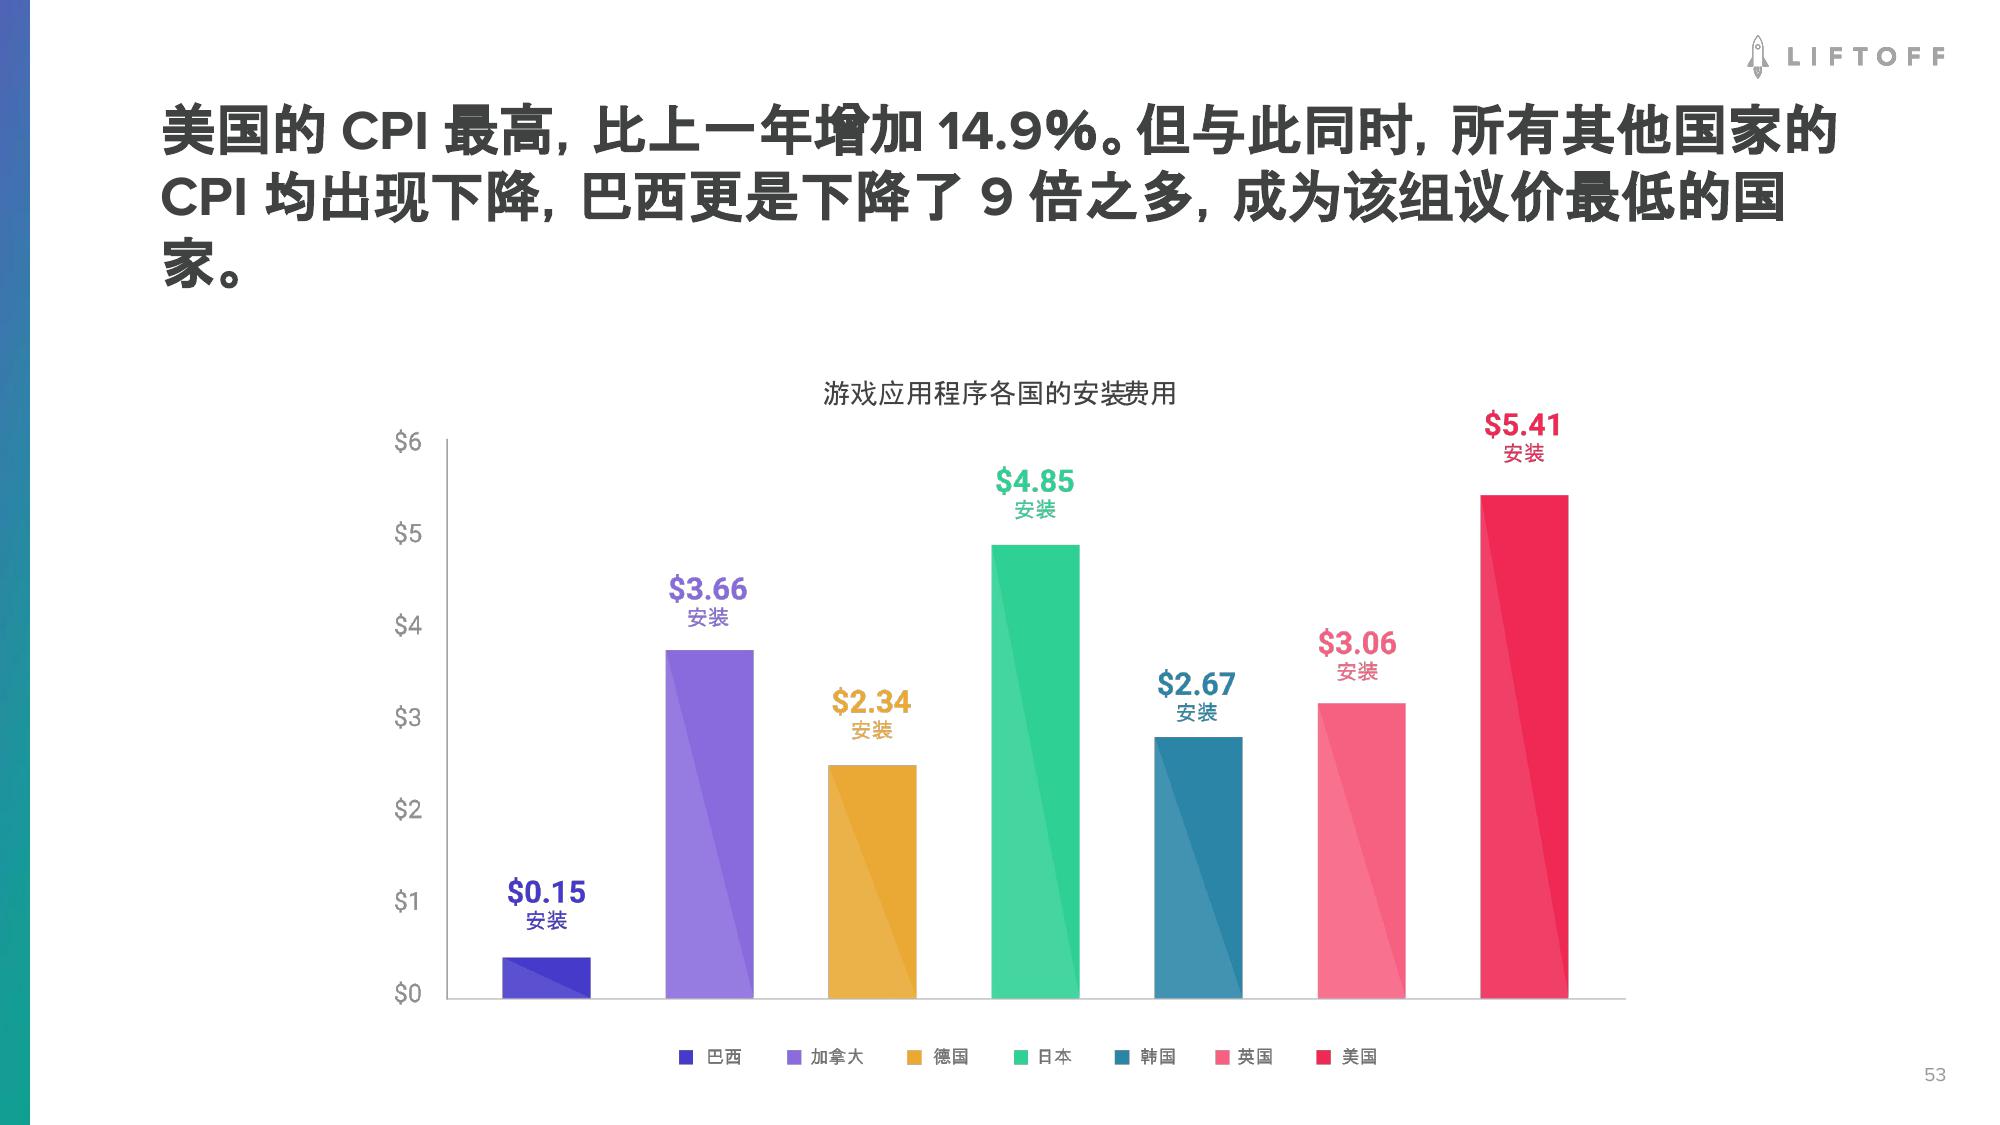 LIFTOFF
美国的 CPI 最高，比上一年增加 14.9%。但与此同时，所有其他国家的
CPI 均出现下降，巴西更是下降了 9 倍之多，成为该组议价最低的国
家。
游戏应用程序各国的安装费用
$6
$5
$4
$3
$2
$1
$0
$0.15
安装
$3.66
安装
$2.34
安装
$4.85
安装
$2.67
安装
$3.06
安装
$5.41
安装
巴西 加拿大 德国 日本 韩国 英国 美国
53